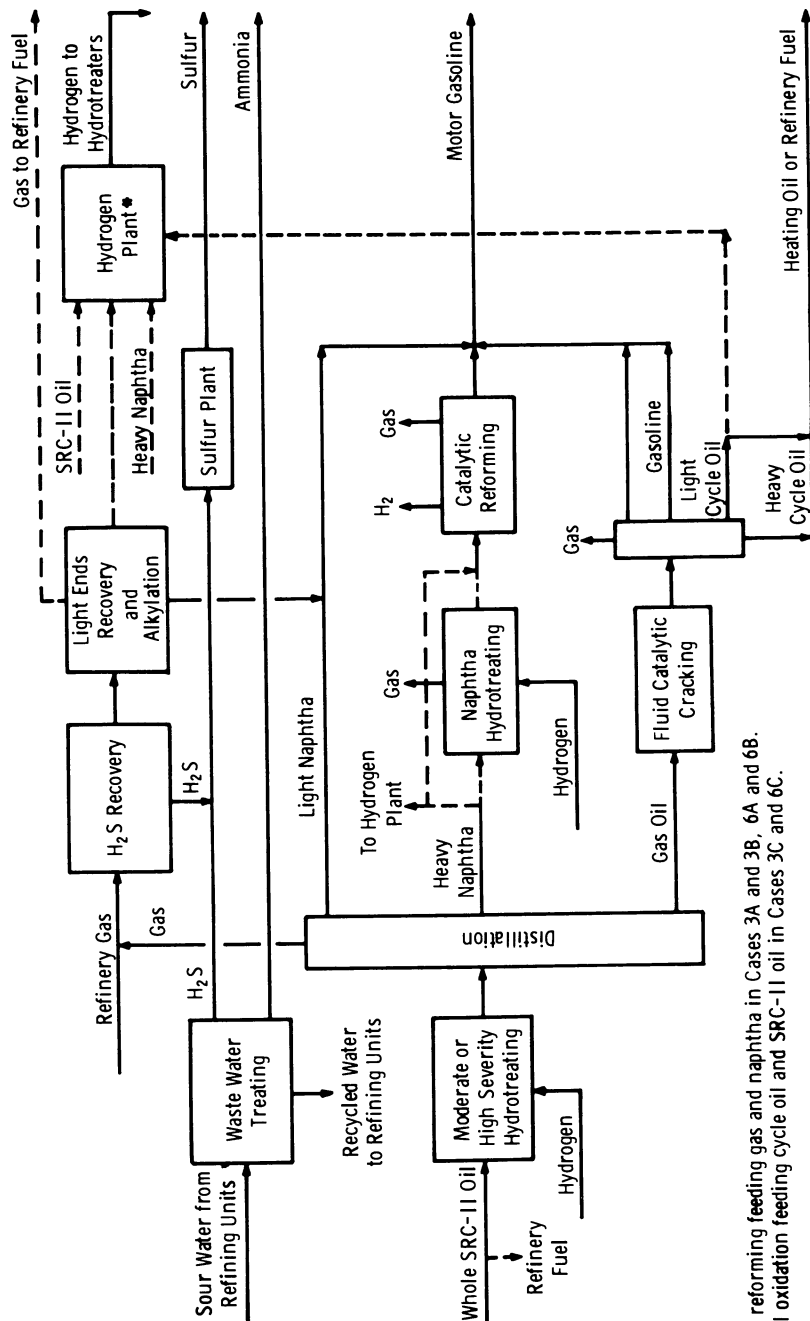 Gas to Refinery Fuel
Hydrogen to
Hydrotreaters
Hydrogen
Plant*
SRC-II Oil
Heavy Naphtha
Light Ends
Recovery
and
Alkylation
H₂S Recovery
H₂S
Refinery Gas
Gas
Sulfur
Sulfur Plant
Ammonia
H₂S
Waste Water
Treating
Sour Water from
Refining Units
Recycled Water
to Refining Units
Light Naphtha
Motor Gasoline
Gas
H₂
Catalytic
Reforming
Gas
Naphtha
Hydrotreating
To Hydrogen
Plant
Heavy
Naphtha
Hydrogen
Distillation
Moderate or
High Severity
Hydrotreating
Whole SRC-II Oil
Refinery
Fuel
Hydrogen
Gas Oil
Fluid Catalytic
Cracking
Gas
Gasoline
Light
Cycle Oil
Heavy
Cycle Oil
Heating Oil or Refinery Fuel
reforming feeding gas and naphtha in Cases 3A and 3B, 6A and 6B.
l oxidation feeding cycle oil and SRC-II oil in Cases 3C and 6C.